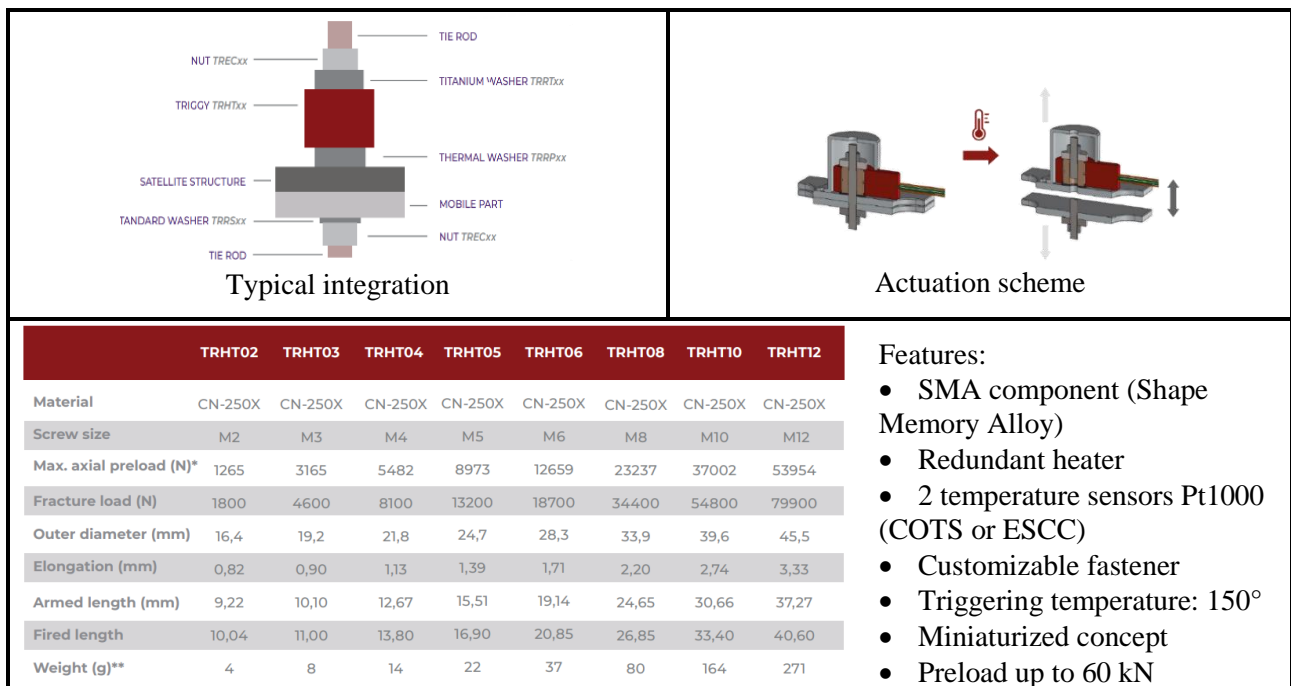 TIE ROD
NUT TRECxx
TITANIUM WASHER TRRTxx
TRIGGY TRHTxx
THERMAL WASHER TRRPxx
SATELLITE STRUCTURE
MOBILE PART
TANDARD WASHER TRRSxx
NUT TRECxx
TIE ROD
Typical integration
Actuation scheme
TRHT02 TRHT03 TRHT04 TRHT05 TRHT06 TRHT08 TRHT10 TRHT12
Material CN-250X CN-250X CN-250X CN-250X CN-250X CN-250X CN-250X CN-250X
Screw size M2 M3 M4 M5 M6 M8 M10 M12
Max. axial preload (N)* 1265 3165 5482 8973 12659 23237 37002 53954
Fracture load (N) 1800 4600 8100 13200 18700 34400 54800 79900
Outer diameter (mm) 16,4 19,2 21,8 24,7 28,3 33,9 39,6 45,5
Elongation (mm) 0,82 0,90 1,13 1,39 1,71 2,20 2,74 3,33
Armed length (mm) 9,22 10,10 12,67 15,51 19,14 24,65 30,66 37,27
Fired length 10,04 11,00 13,80 16,90 20,85 26,85 33,40 40,60
Weight (g)** 4 8 14 22 37 80 164 271
Features:
• SMA component (Shape
Memory Alloy)
• Redundant heater
• 2 temperature sensors Pt1000
(COTS or ESCC)
• Customizable fastener
• Triggering temperature: 150°
• Miniaturized concept
• Preload up to 60 kN